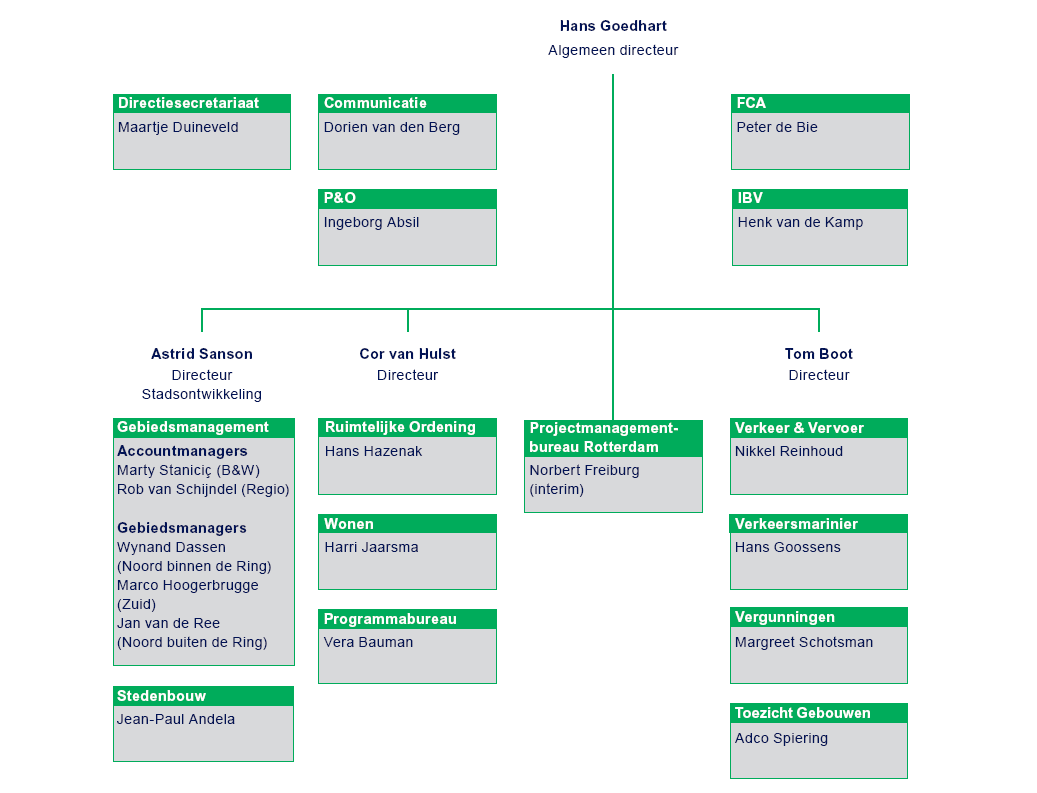 Hans Goedhart
Algemeen directeur
Directiesecretariaat
Maartje Duineveld
Communicatie
Dorien van den Berg
FCA
Peter de Bie
P&O
Ingeborg Absil
IBV
Henk van de Kamp
Astrid Sanson
Directeur
Stadsontwikkeling
Cor van Hulst
Directeur
Tom Boot
Directeur
Gebiedsmanagement
Accountmanagers
Marty Staniciç (B&W)
Rob van Schijndel (Regio)
Gebiedsmanagers
Wynand Dassen
(Noord binnen de Ring)
Marco Hoogerbrugge
(Zuid)
Jan van de Ree
(Noord buiten de Ring)
Stedenbouw
Jean-Paul Andela
Ruimtelijke Ordening
Hans Hazenak
Wonen
Harri Jaarsma
Programmabureau
Vera Bauman
Projectmanagement-
bureau Rotterdam
Norbert Freiburg
(interim)
Verkeer & Vervoer
Nikkel Reinhoud
Verkeersmarinier
Hans Goossens
Vergunningen
Margreet Schotsman
Toezicht Gebouwen
Adco Spiering